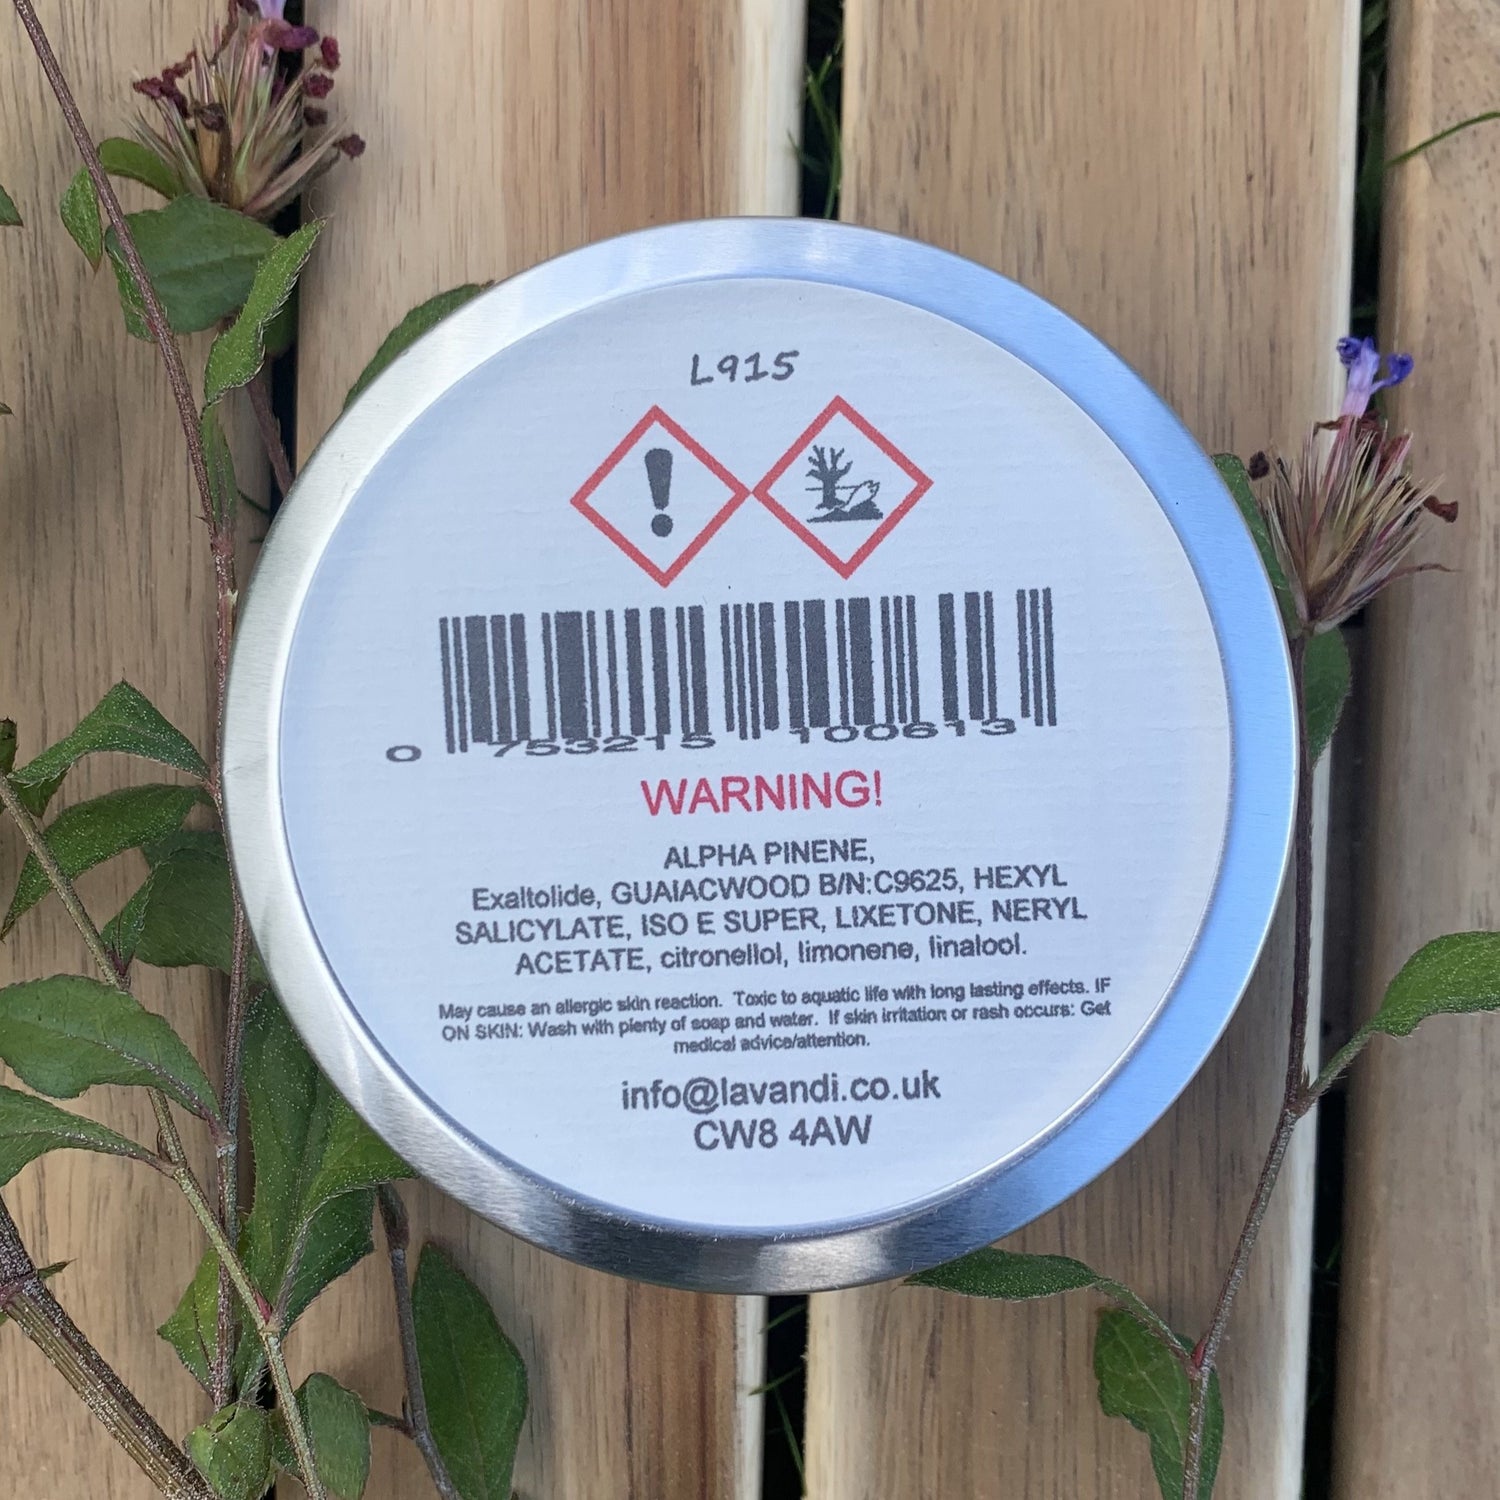 L915
0 753215 100613
WARNING!
ALPHA PINENE,
Exaltolide, GUAIACWOOD B/N:C9625, HEXYL
SALICYLATE, ISO E SUPER, LIXETONE, NERYL
ACETATE, citronellol, limonene, linalool.
May cause an allergic skin reaction. Toxic to aquatic life with long lasting effects. IF
ON SKIN: Wash with plenty of soap and water. If skin irritation or rash occurs: Get
medical advice/attention.
info@lavandi.co.uk
CW8 4AW